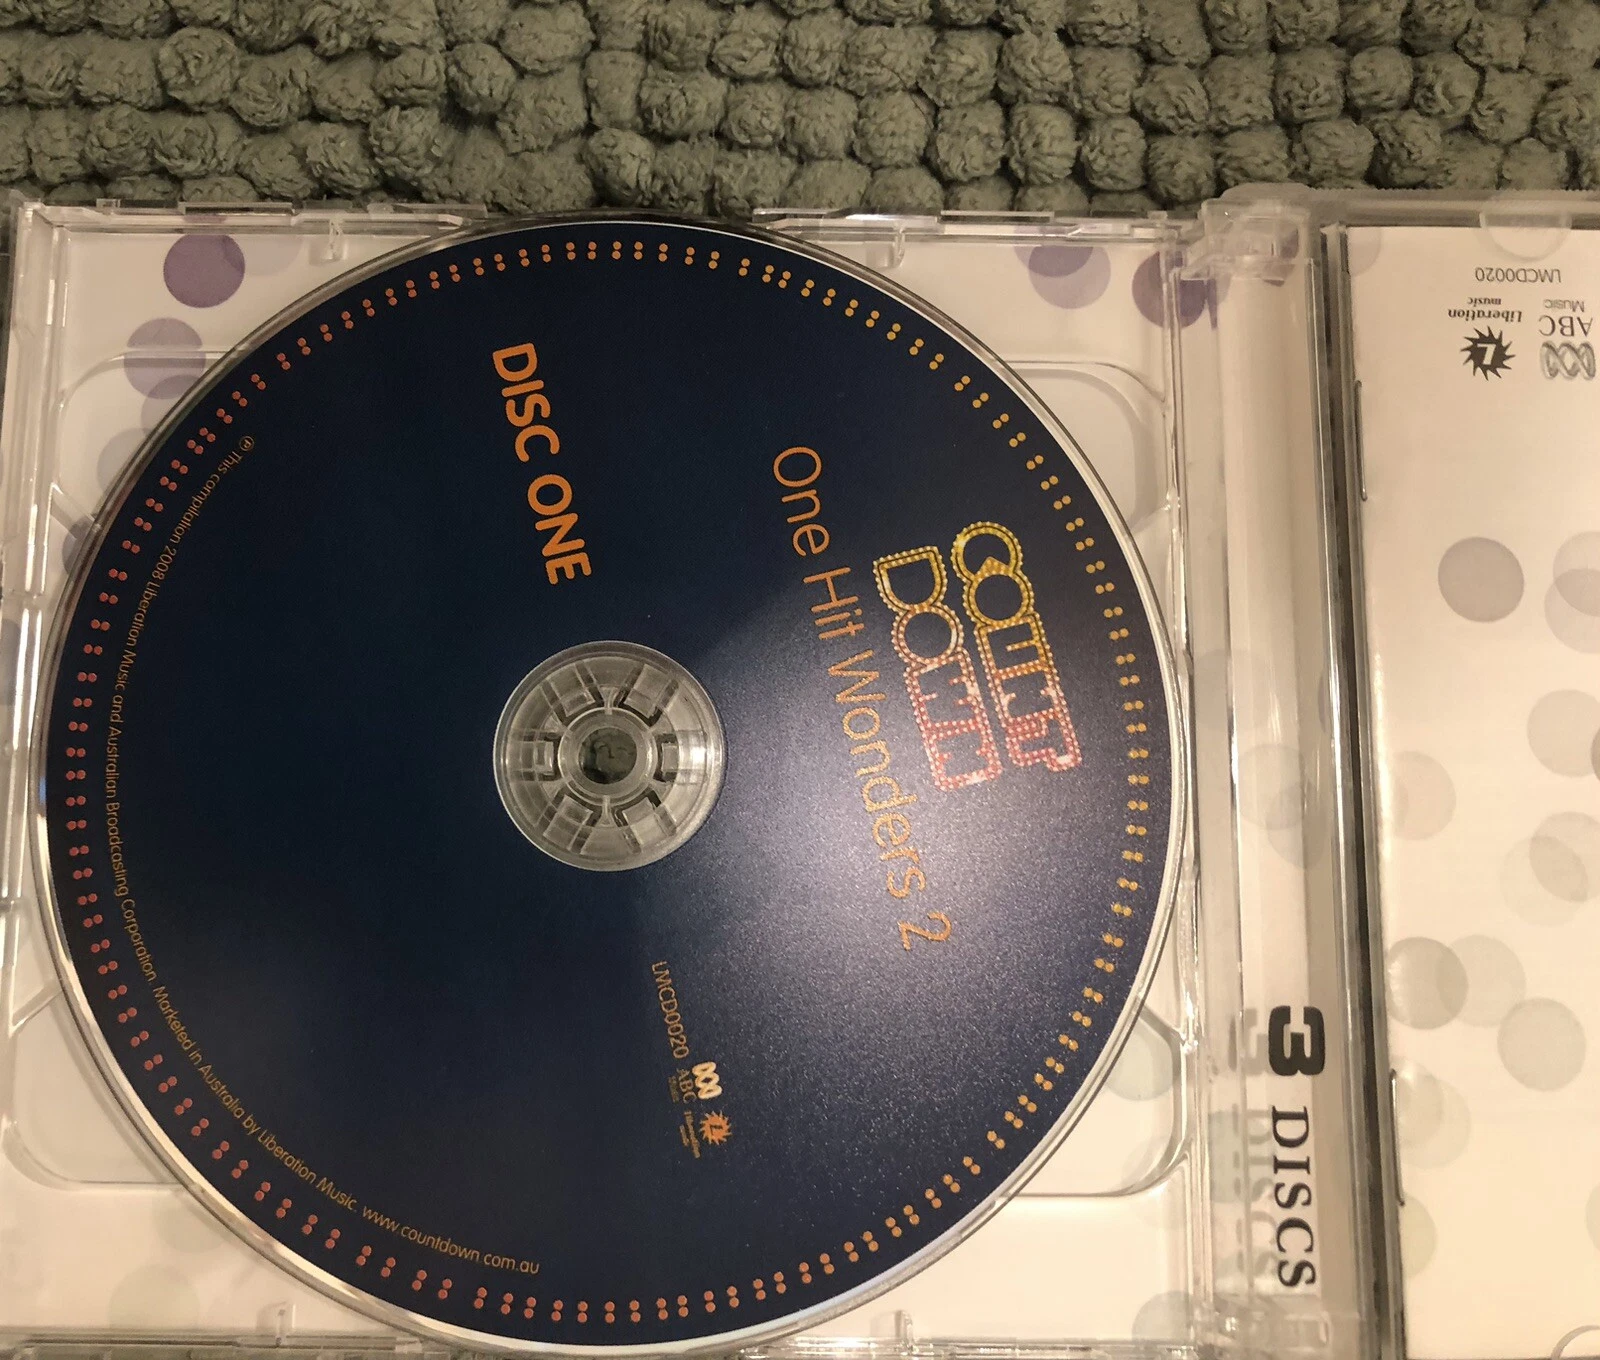 COUNT
DOWN
One Hit Wonders 2
DISC ONE
LMCD0020
ABC
℗ This compilation 2008 Liberation Music and Australian Broadcasting Corporation. Marketed in Australia by Liberation Music. www.countdown.com.au
3 DISCS
LMCD0020
Liberation
music
L
ABC
Music